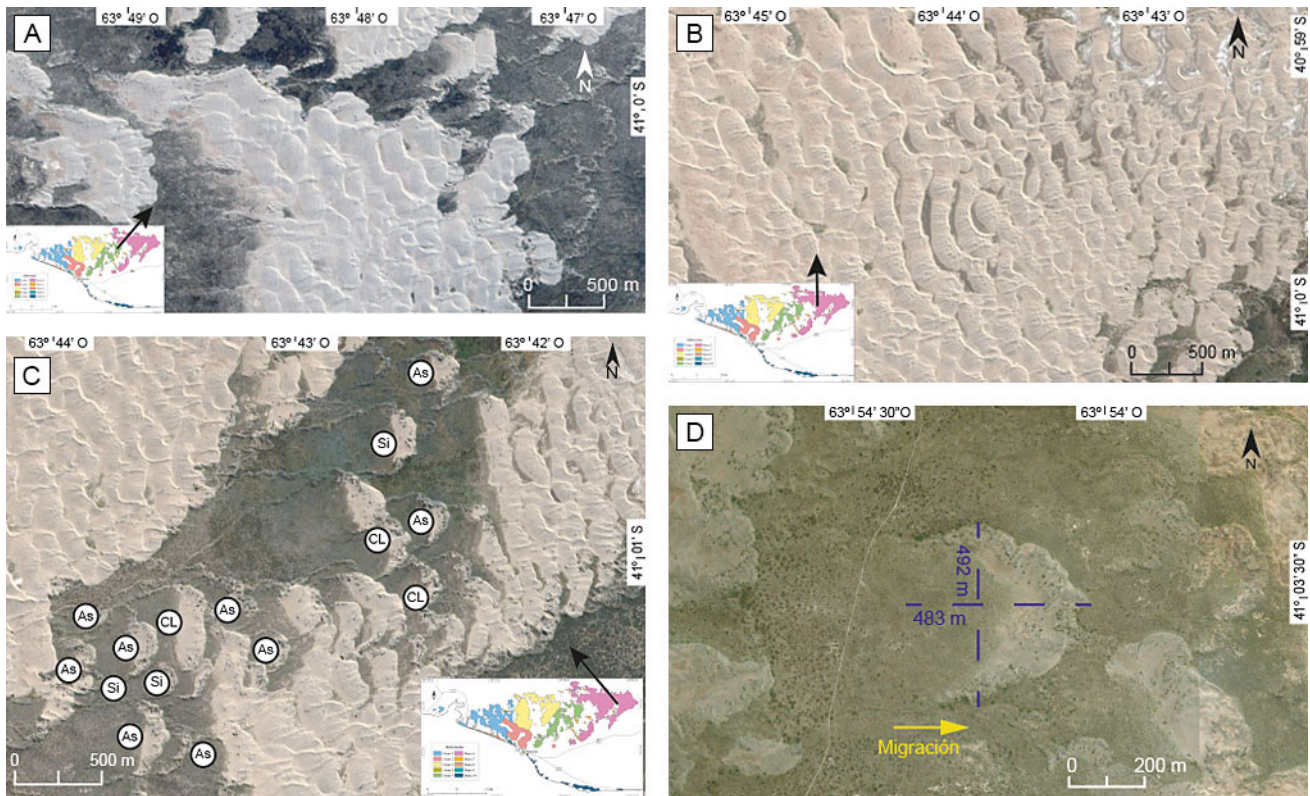 A
63° 49' O
63° 48' O
63° 47' O
N
41° 0' S
0 500 m
B
63° 45' O
63° 44' O
63° 43' O
N
40° 59' S
41° 0' S
0 500 m
C
63° 44' O
63° 43' O
63° 42' O
N
As
Si
As
CL
41° 01' S
CL
As
CL
As
As
As
As
Si
Si
As
As
0 500 m
D
63° 54' 30" O
63° 54' O
N
41° 03' 30" S
492 m
483 m
Migración
0 200 m